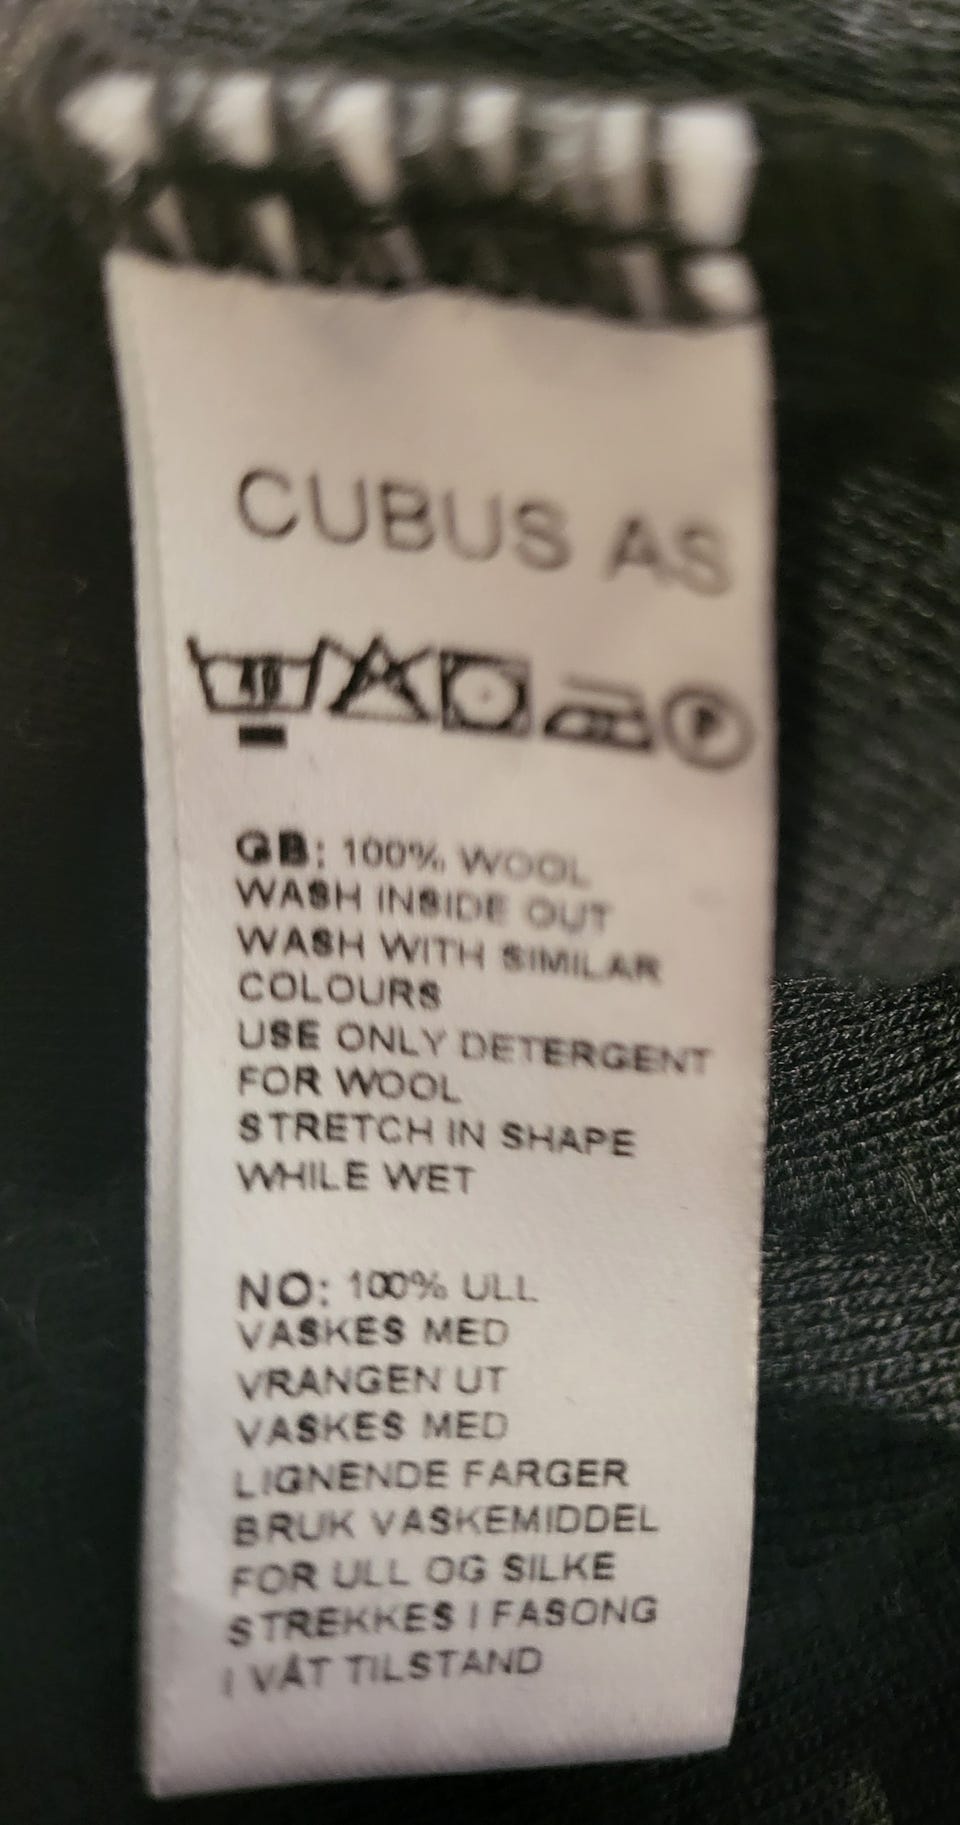 CUBUS AS
40 P
GB: 100% WOOL
WASH INSIDE OUT
WASH WITH SIMILAR
COLOURS
USE ONLY DETERGENT
FOR WOOL
STRETCH IN SHAPE
WHILE WET
NO: 100% ULL
VASKES MED
VRANGEN UT
VASKES MED
LIGNENDE FARGER
BRUK VASKEMIDDEL
FOR ULL OG SILKE
STREKKES I FASONG
I VÅT TILSTAND